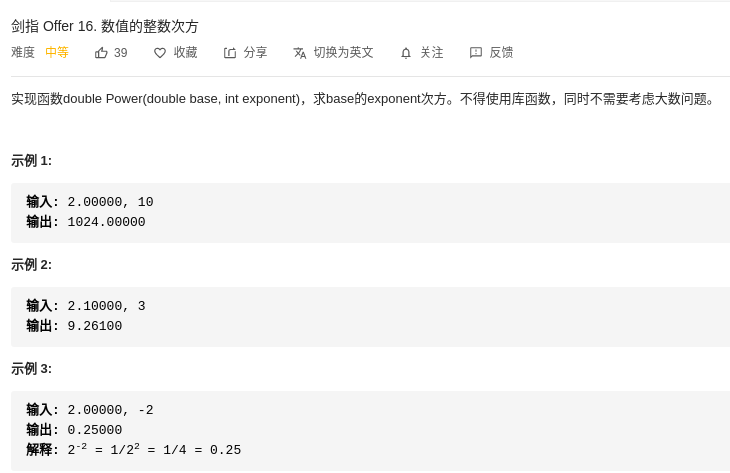 剑指 Offer 16. 数值的整数次方
难度 中等 39 收藏 分享 切换为英文 关注 反馈
实现函数double Power(double base, int exponent)，求base的exponent次方。不得使用库函数，同时不需要考虑大数问题。
示例 1:
输入: 2.00000, 10
输出: 1024.00000
示例 2:
输入: 2.10000, 3
输出: 9.26100
示例 3:
输入: 2.00000, -2
输出: 0.25000
解释: 2⁻² = 1/2² = 1/4 = 0.25